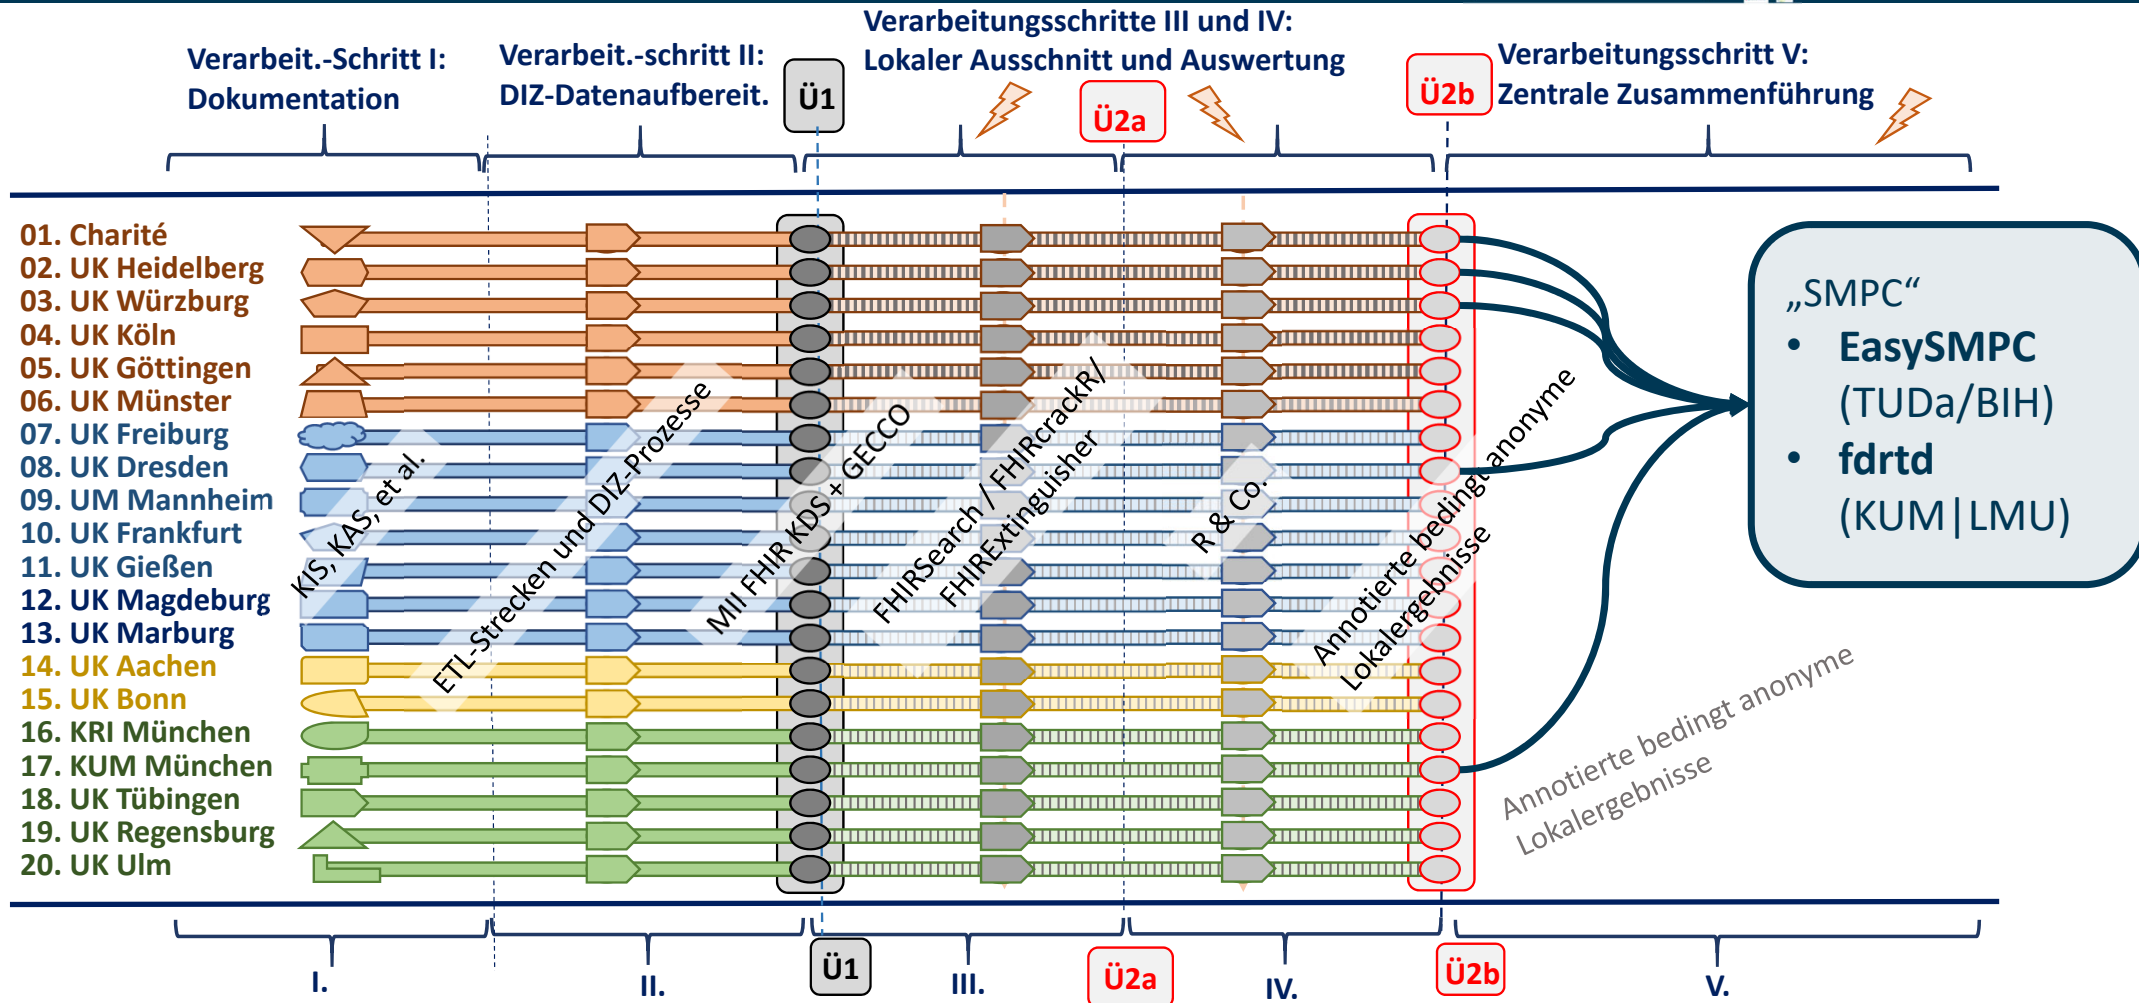 Verarbeit.-Schritt I:
Dokumentation
Verarbeit.-schritt II:
DIZ-Datenaufbereit.
Ü1
Verarbeitungsschritte III und IV:
Lokaler Ausschnitt und Auswertung
Ü2a
Ü2b
Verarbeitungsschritt V:
Zentrale Zusammenführung
01. Charité
02. UK Heidelberg
03. UK Würzburg
04. UK Köln
05. UK Göttingen
06. UK Münster
07. UK Freiburg
08. UK Dresden
09. UM Mannheim
10. UK Frankfurt
11. UK Gießen
12. UK Magdeburg
13. UK Marburg
14. UK Aachen
15. UK Bonn
16. KRI München
17. KUM München
18. UK Tübingen
19. UK Regensburg
20. UK Ulm
KIS, KAS, et al.
ETL-Strecken und DIZ-Prozesse
MII FHIR KDS + GECCO
FHIRSearch / FHIRcrackR/
FHIRExtinguisher
R & Co.
Annotierte bedingt anonyme
Lokalergebnisse
„SMPC“
• EasySMPC
(TUDa/BIH)
• fdrtd
(KUM|LMU)
Annotierte bedingt anonyme
Lokalergebnisse
I.
II.
Ü1
III.
Ü2a
IV.
Ü2b
V.